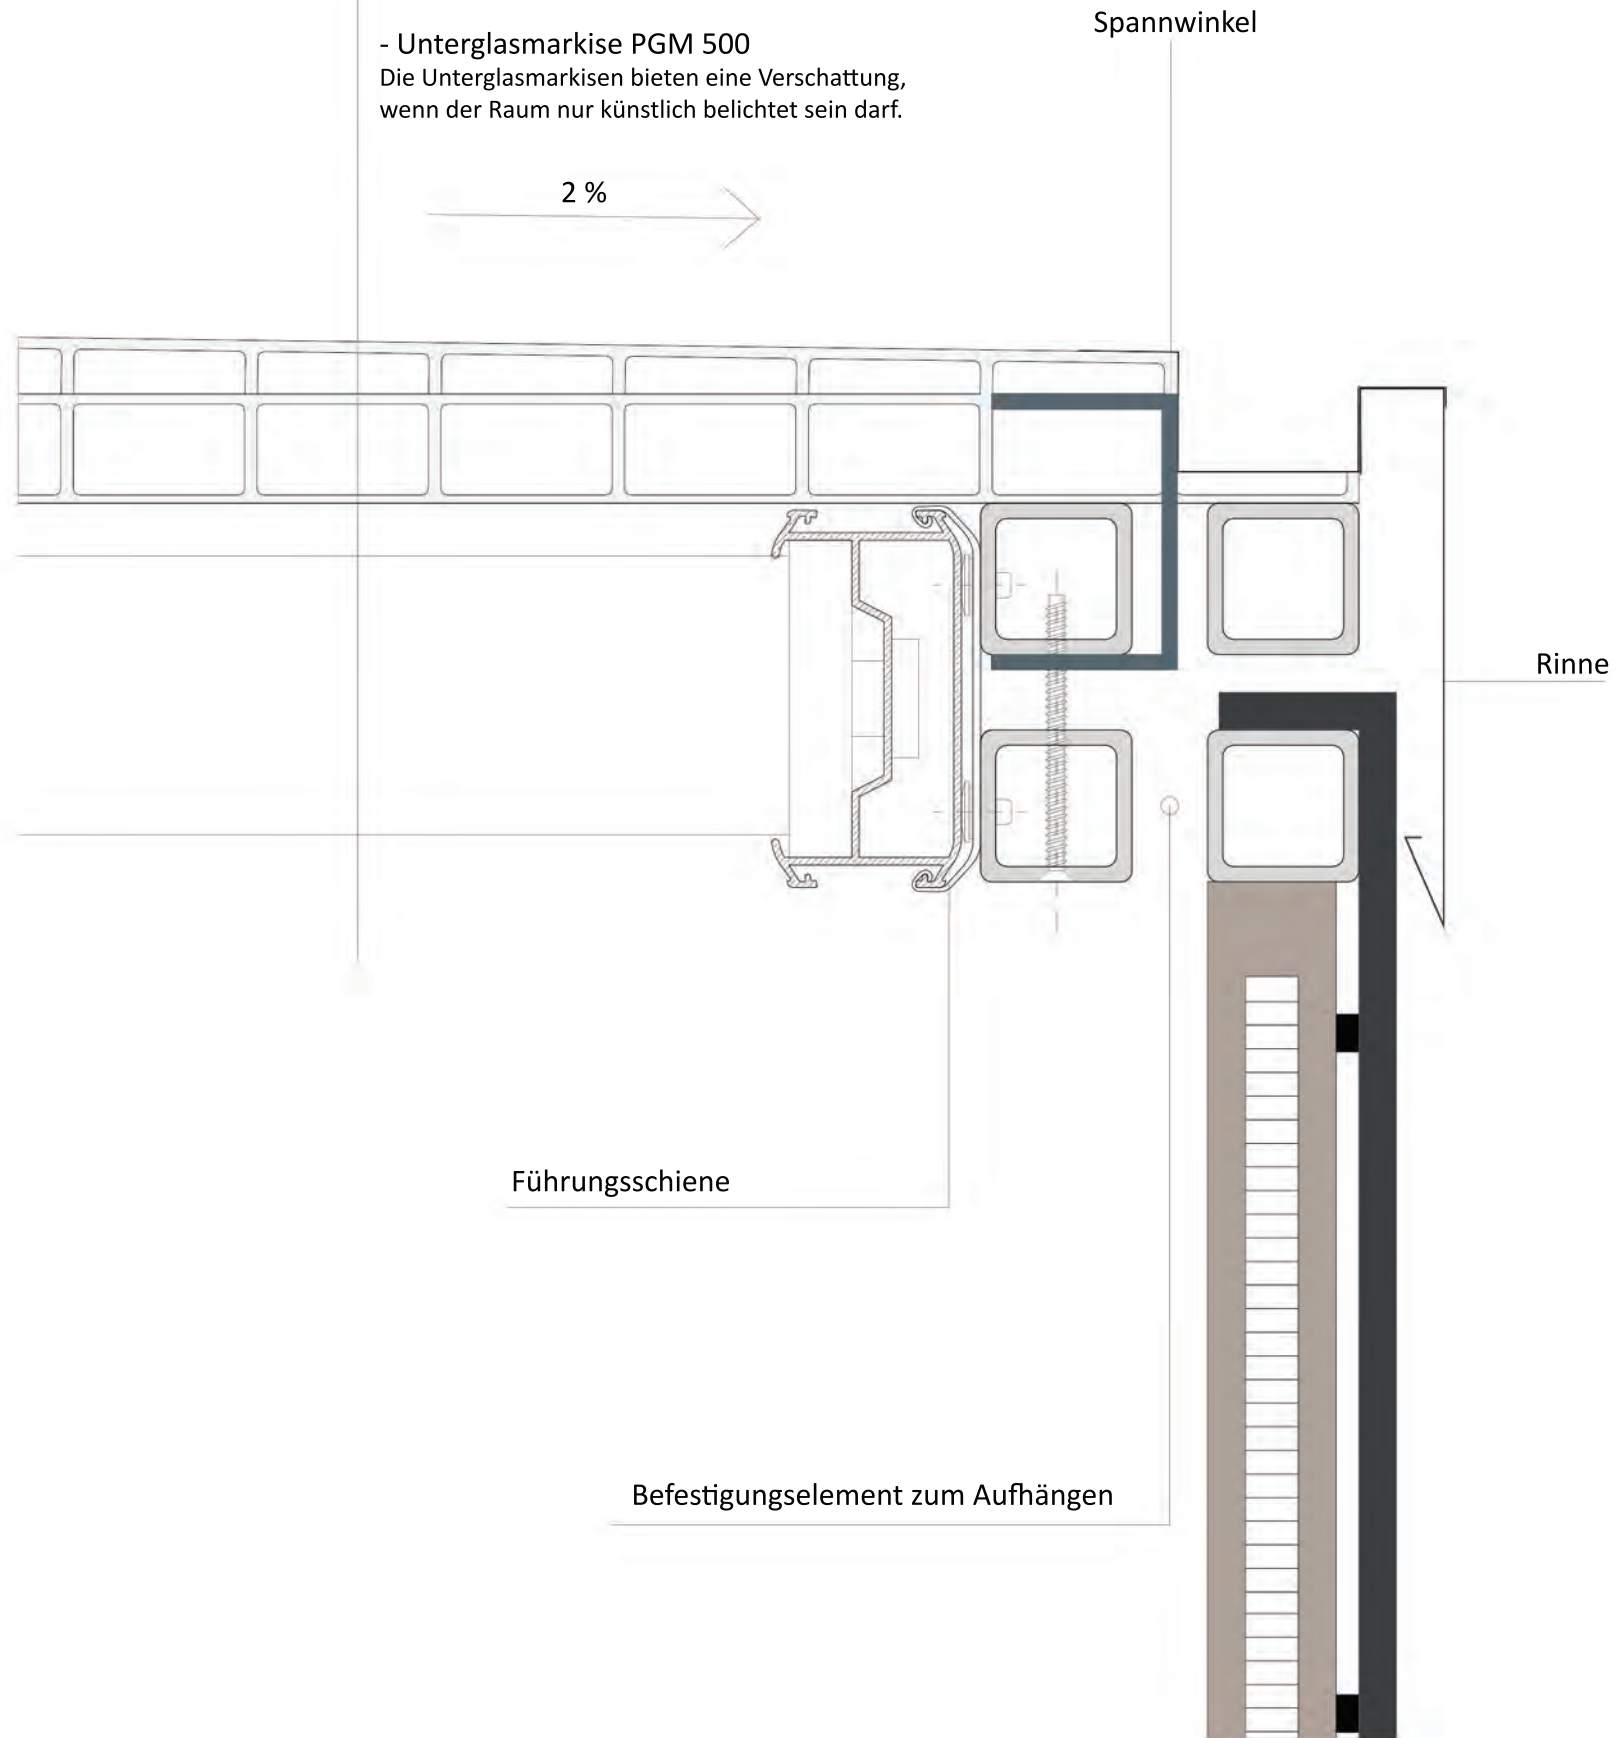 Spannwinkel
- Unterglasmarkise PGM 500
Die Unterglasmarkisen bieten eine Verschattung,
wenn der Raum nur künstlich belichtet sein darf.
2 %
Rinne
Führungsschiene
Befestigungselement zum Aufhängen